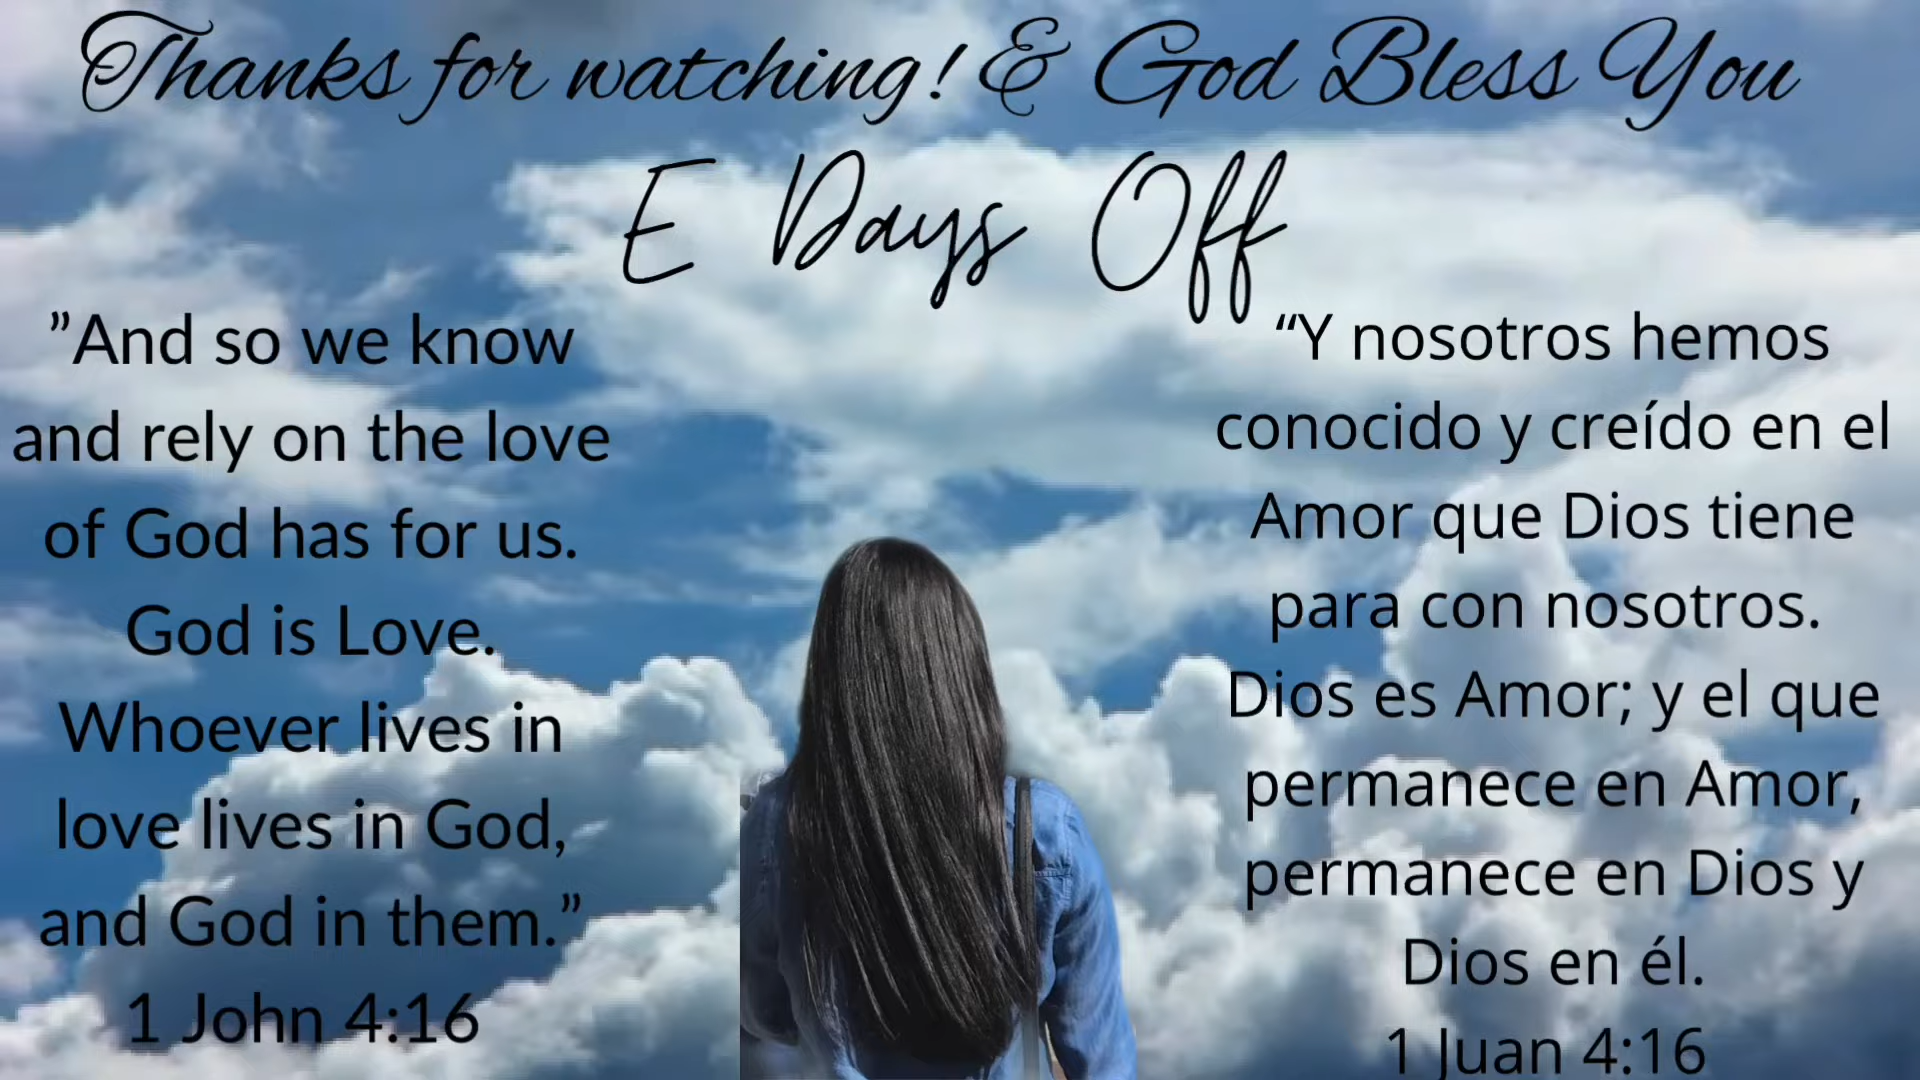 Thanks for watching! & God Bless You
E Days Off
”And so we know
and rely on the love
of God has for us.
God is Love.
Whoever lives in
love lives in God,
and God in them.”
1 John 4:16
“Y nosotros hemos
conocido y creído en el
Amor que Dios tiene
para con nosotros.
Dios es Amor; y el que
permanece en Amor,
permanece en Dios y
Dios en él.
1 Juan 4:16